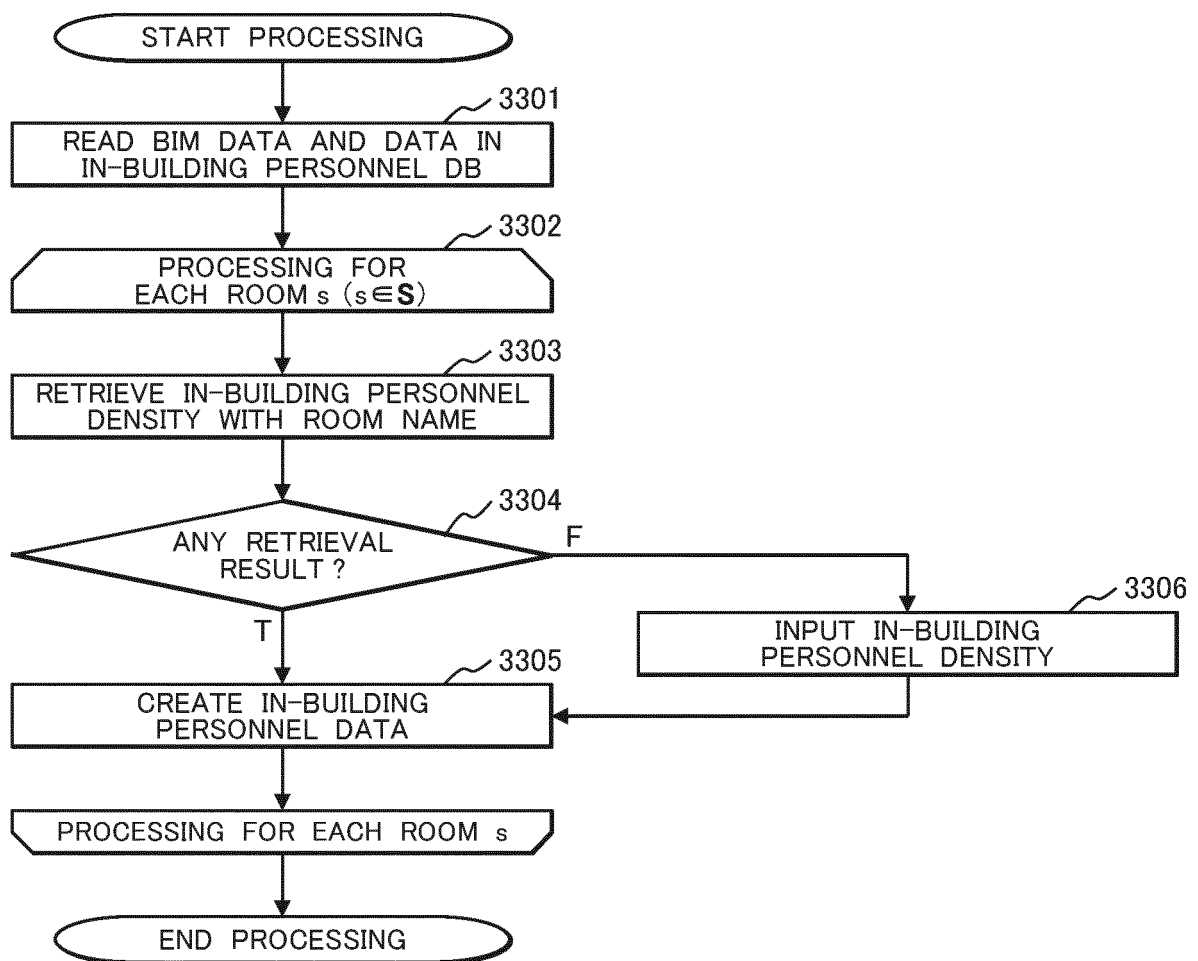 START PROCESSING
3301
READ BIM DATA AND DATA IN
IN-BUILDING PERSONNEL DB
3302
PROCESSING FOR
EACH ROOM s (s∈S)
3303
RETRIEVE IN-BUILDING PERSONNEL
DENSITY WITH ROOM NAME
3304
ANY RETRIEVAL
RESULT?
F
T
3306
INPUT IN-BUILDING
PERSONNEL DENSITY
3305
CREATE IN-BUILDING
PERSONNEL DATA
PROCESSING FOR EACH ROOM s
END PROCESSING